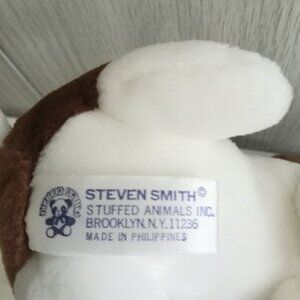 STEVEN SMITH©
STUFFED ANIMALS INC.
BROOKLYN, N.Y. 11236
MADE IN PHILIPPINES